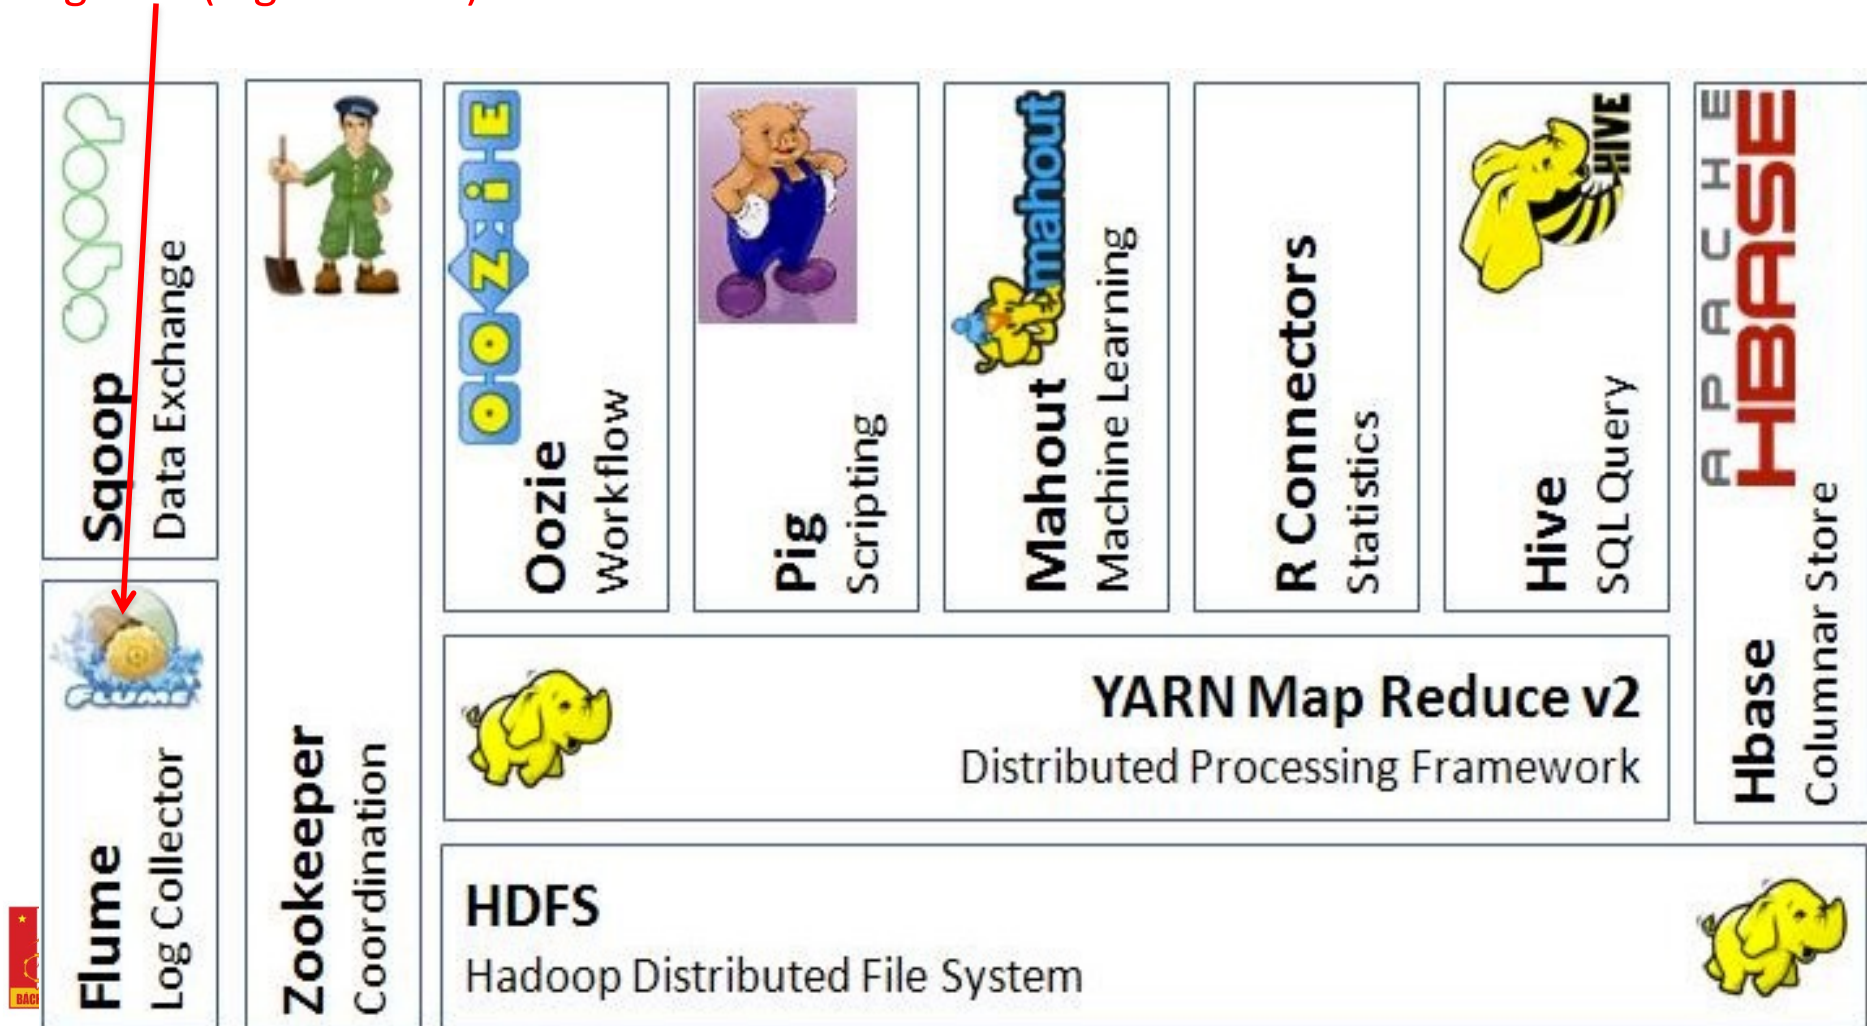 sqoop
Sqoop
Data Exchange
FLUME
Flume
Log Collector
Zookeeper
Coordination
OOZIE
Oozie
Workflow
Pig
Scripting
mahout
Mahout
Machine Learning
R Connectors
Statistics
HIVE
Hive
SQL Query
APACHE
HBASE
Hbase
Columnar Store
YARN Map Reduce v2
Distributed Processing Framework
HDFS
Hadoop Distributed File System